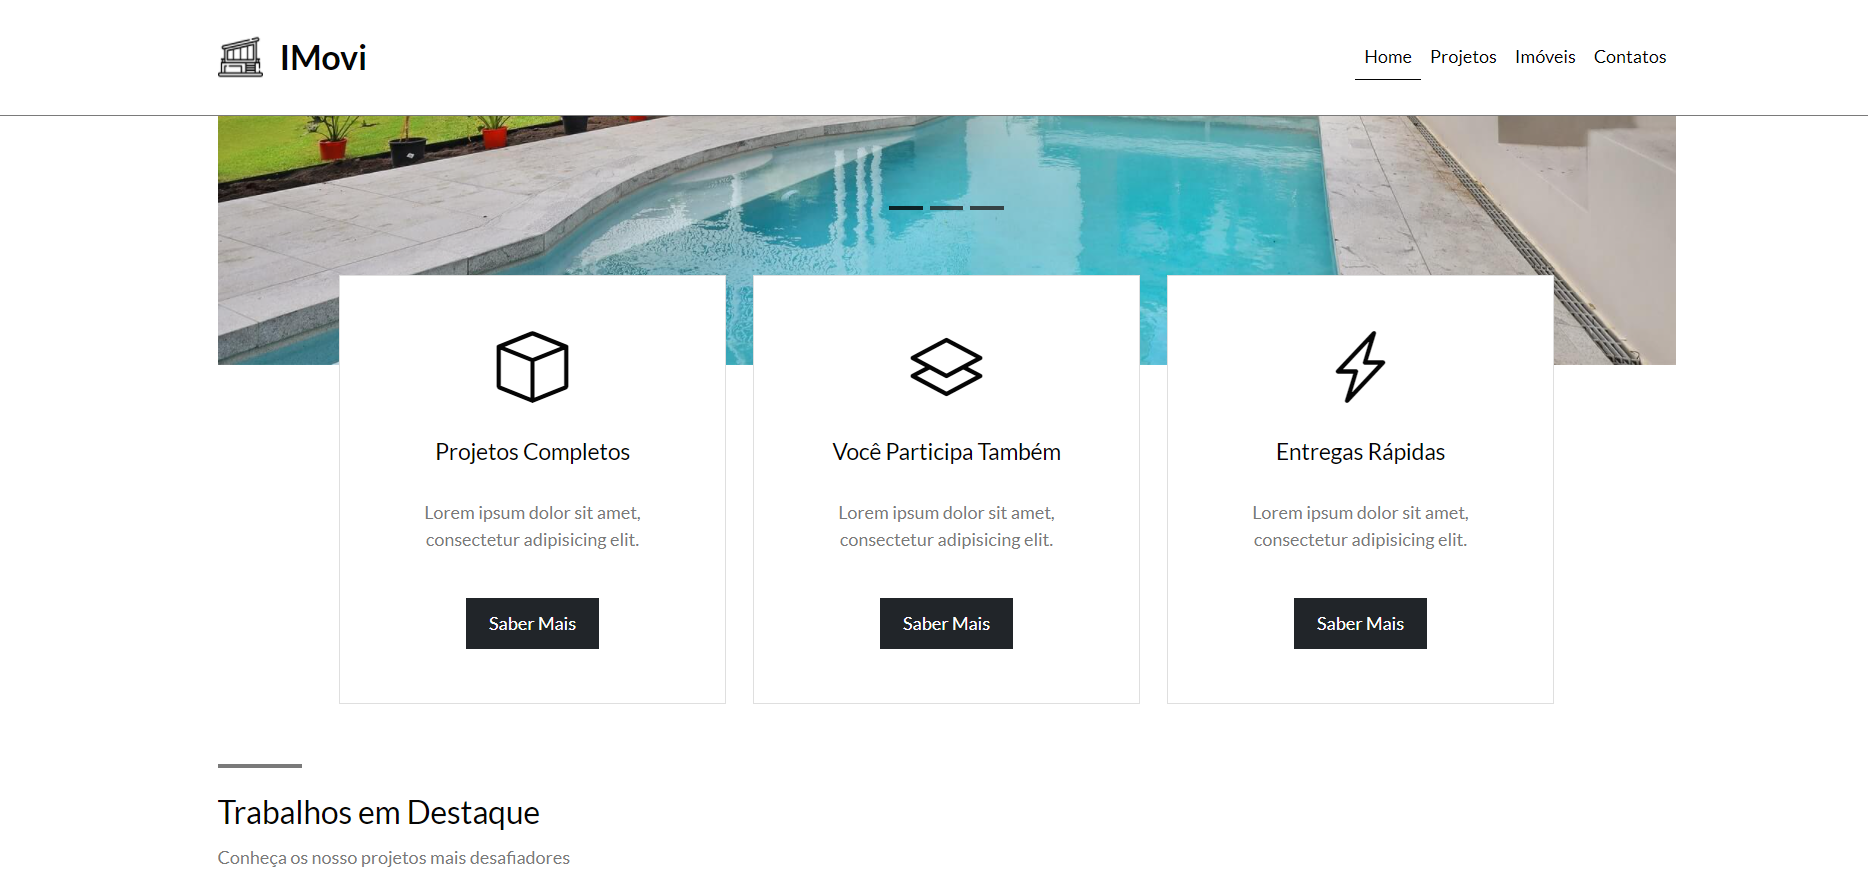 IMovi
Home Projetos Imóveis Contatos
Projetos Completos
Lorem ipsum dolor sit amet,
consectetur adipisicing elit.
Saber Mais
Você Participa Também
Lorem ipsum dolor sit amet,
consectetur adipisicing elit.
Saber Mais
Entregas Rápidas
Lorem ipsum dolor sit amet,
consectetur adipisicing elit.
Saber Mais
Trabalhos em Destaque
Conheça os nosso projetos mais desafiadores